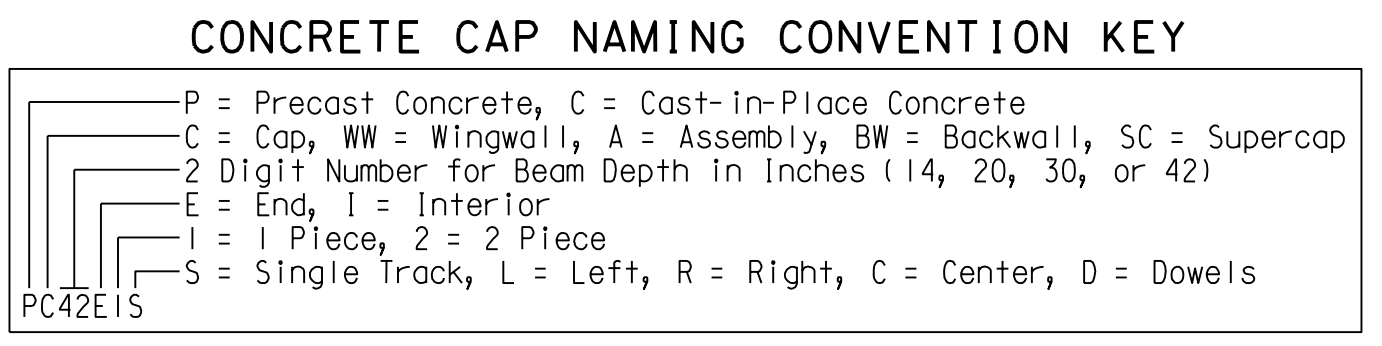 CONCRETE CAP NAMING CONVENTION KEY
P = Precast Concrete, C = Cast-in-Place Concrete
C = Cap, WW = Wingwall, A = Assembly, BW = Backwall, SC = Supercap
2 Digit Number for Beam Depth in Inches (14, 20, 30, or 42)
E = End, I = Interior
1 = 1 Piece, 2 = 2 Piece
S = Single Track, L = Left, R = Right, C = Center, D = Dowels
PC42E1S